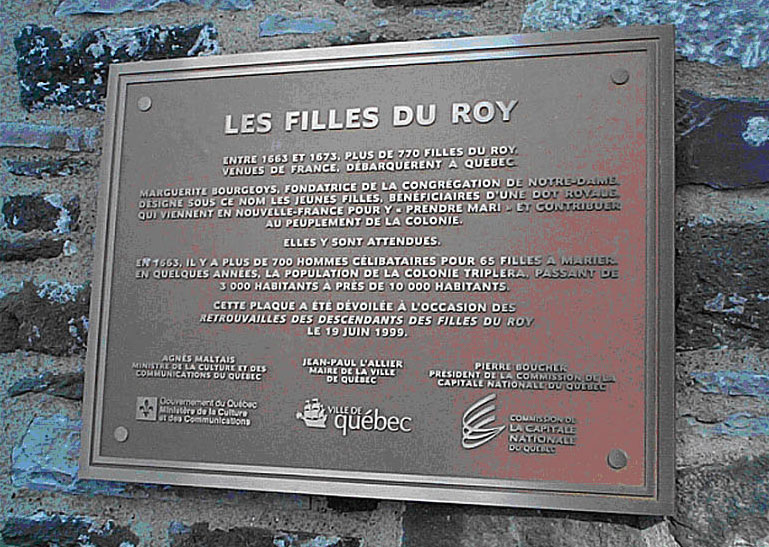 LES FILLES DU ROY
ENTRE 1663 ET 1673, PLUS DE 770 FILLES DU ROY,
VENUES DE FRANCE, DÉBARQUÈRENT À QUÉBEC.
MARGUERITE BOURGEOYS, FONDATRICE DE LA CONGRÉGATION DE NOTRE-DAME,
DÉSIGNE SOUS CE NOM LES JEUNES FILLES, BÉNÉFICIAIRES D'UNE DOT ROYALE,
QUI VIENNENT EN NOUVELLE-FRANCE POUR Y « PRENDRE MARI » ET CONTRIBUER
AU PEUPLEMENT DE LA COLONIE.
ELLES Y SONT ATTENDUES.
EN 1663, IL Y A PLUS DE 700 HOMMES CÉLIBATAIRES POUR 65 FILLES À MARIER.
EN QUELQUES ANNÉES, LA POPULATION DE LA COLONIE TRIPLERA, PASSANT DE
3 000 HABITANTS À PRÈS DE 10 000 HABITANTS.
CETTE PLAQUE A ÉTÉ DÉVOILÉE À L'OCCASION DES
RETROUVAILLES DES DESCENDANTS DES FILLES DU ROY
LE 19 JUIN 1999.
AGNÈS MALTAIS
MINISTRE DE LA CULTURE ET DES
COMMUNICATIONS DU QUÉBEC
JEAN-PAUL L'ALLIER
MAIRE DE LA VILLE
DE QUÉBEC
PIERRE BOUCHER
PRÉSIDENT DE LA COMMISSION DE LA
CAPITALE NATIONALE DU QUÉBEC
Gouvernement du Québec
Ministère de la Culture
et des Communications
VILLE DE
québec
COMMISSION DE
LA CAPITALE
NATIONALE
DU QUÉBEC